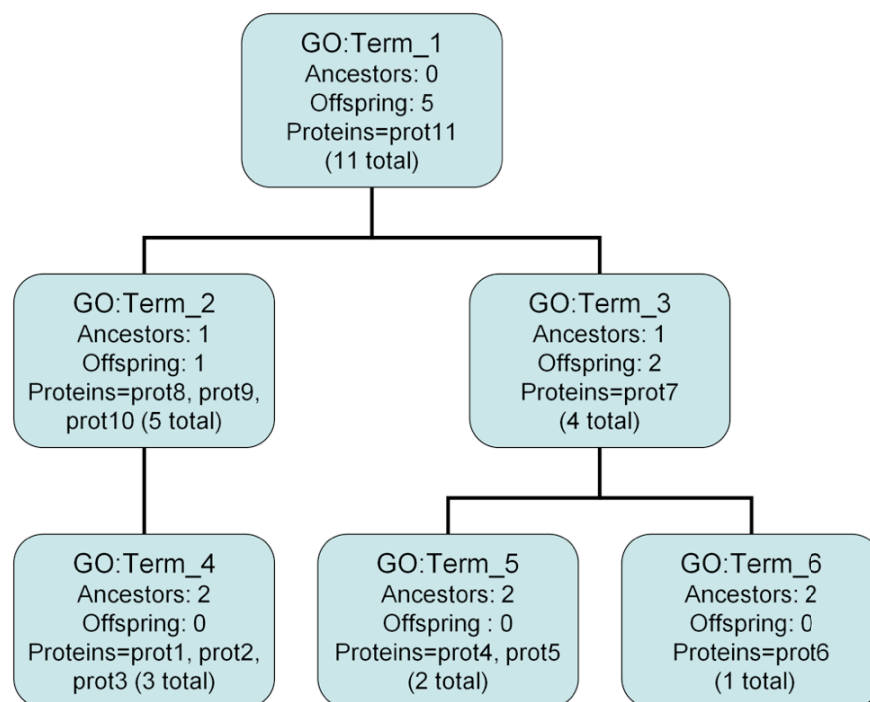 GO:Term_1
Ancestors: 0
Offspring: 5
Proteins=prot11
(11 total)
GO:Term_2
Ancestors: 1
Offspring: 1
Proteins=prot8, prot9,
prot10 (5 total)
GO:Term_3
Ancestors: 1
Offspring: 2
Proteins=prot7
(4 total)
GO:Term_4
Ancestors: 2
Offspring: 0
Proteins=prot1, prot2,
prot3 (3 total)
GO:Term_5
Ancestors: 2
Offspring : 0
Proteins=prot4, prot5
(2 total)
GO:Term_6
Ancestors: 2
Offspring: 0
Proteins=prot6
(1 total)